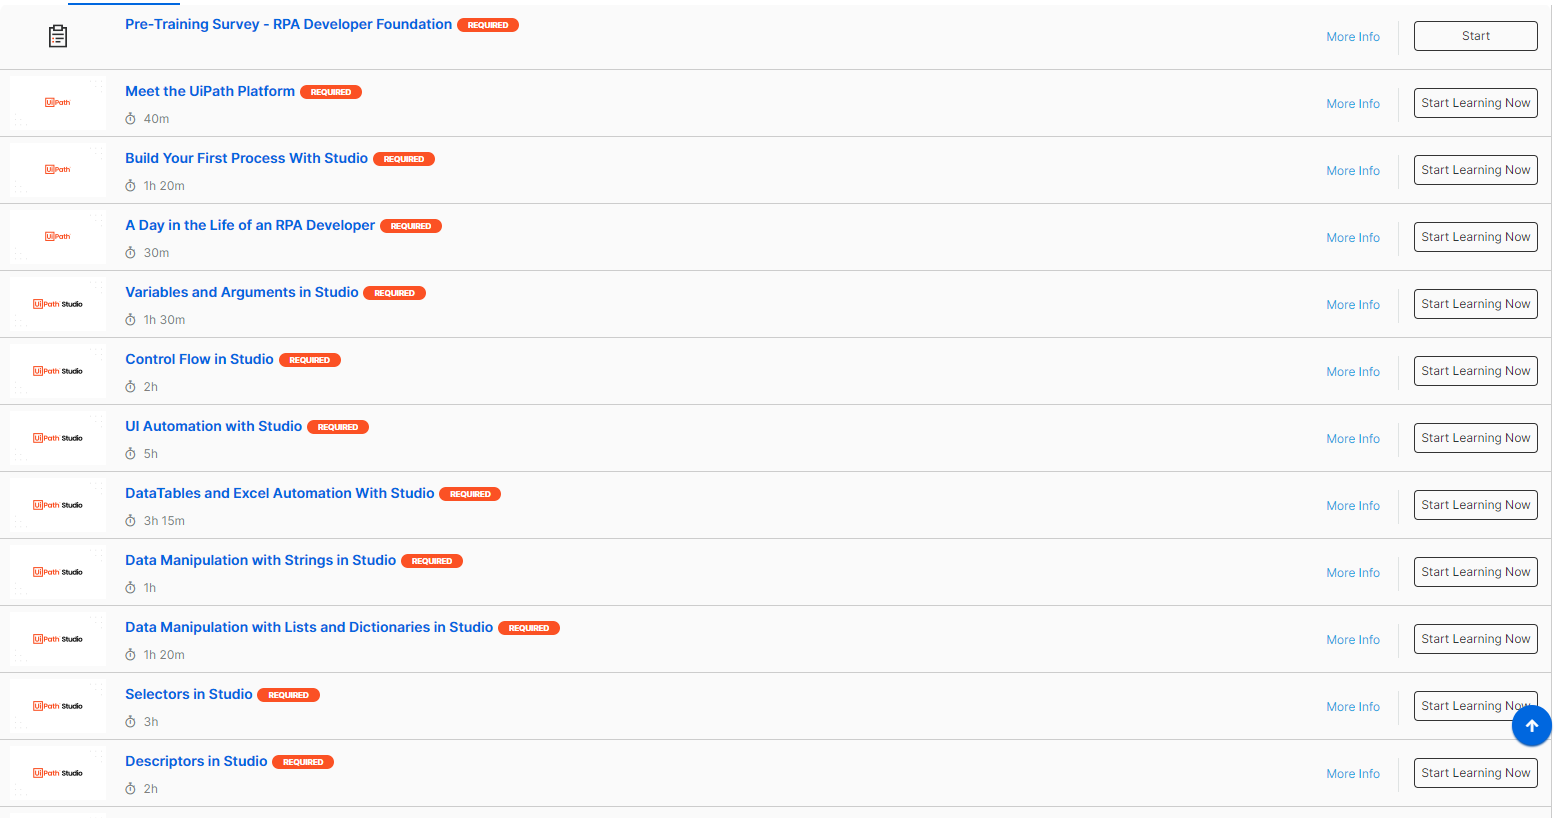 Pre-Training Survey - RPA Developer Foundation REQUIRED
More Info Start
UiPath Meet the UiPath Platform REQUIRED
40m
More Info Start Learning Now
UiPath Build Your First Process With Studio REQUIRED
1h 20m
More Info Start Learning Now
UiPath A Day in the Life of an RPA Developer REQUIRED
30m
More Info Start Learning Now
UiPath Studio Variables and Arguments in Studio REQUIRED
1h 30m
More Info Start Learning Now
UiPath Studio Control Flow in Studio REQUIRED
2h
More Info Start Learning Now
UiPath Studio UI Automation with Studio REQUIRED
5h
More Info Start Learning Now
UiPath Studio DataTables and Excel Automation With Studio REQUIRED
3h 15m
More Info Start Learning Now
UiPath Studio Data Manipulation with Strings in Studio REQUIRED
1h
More Info Start Learning Now
UiPath Studio Data Manipulation with Lists and Dictionaries in Studio REQUIRED
1h 20m
More Info Start Learning Now
UiPath Studio Selectors in Studio REQUIRED
3h
More Info Start Learning Now
UiPath Studio Descriptors in Studio REQUIRED
2h
More Info Start Learning Now